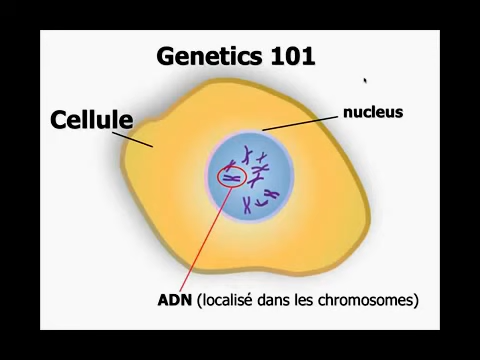 Genetics 101
Cellule
nucleus
ADN (localisé dans les chromosomes)